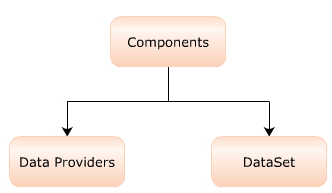 Components
Data Providers
DataSet